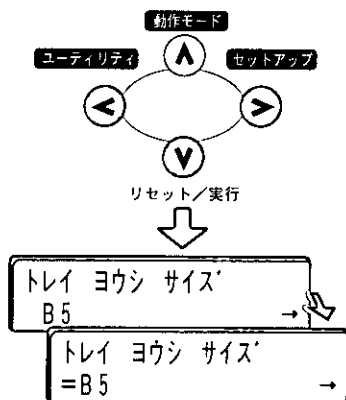 動作モード
ユーティリティ
セットアップ
リセット/実行
トレイ ヨウシ サイズ
B5 →
トレイ ヨウシ サイズ
=B5 →